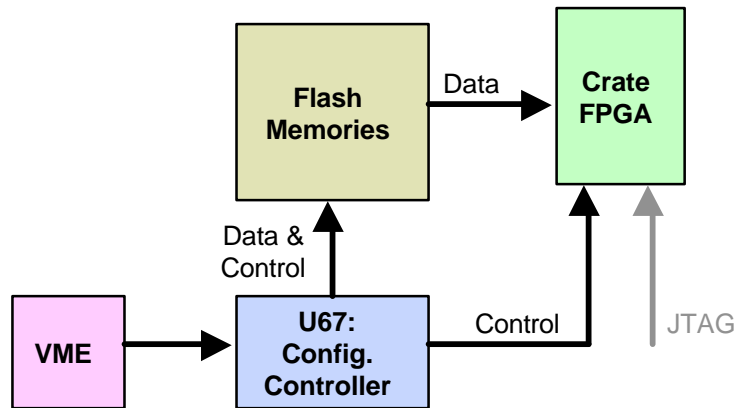 Flash
Memories
Data
Crate
FPGA
Data &
Control
VME
U67:
Config.
Controller
Control
JTAG